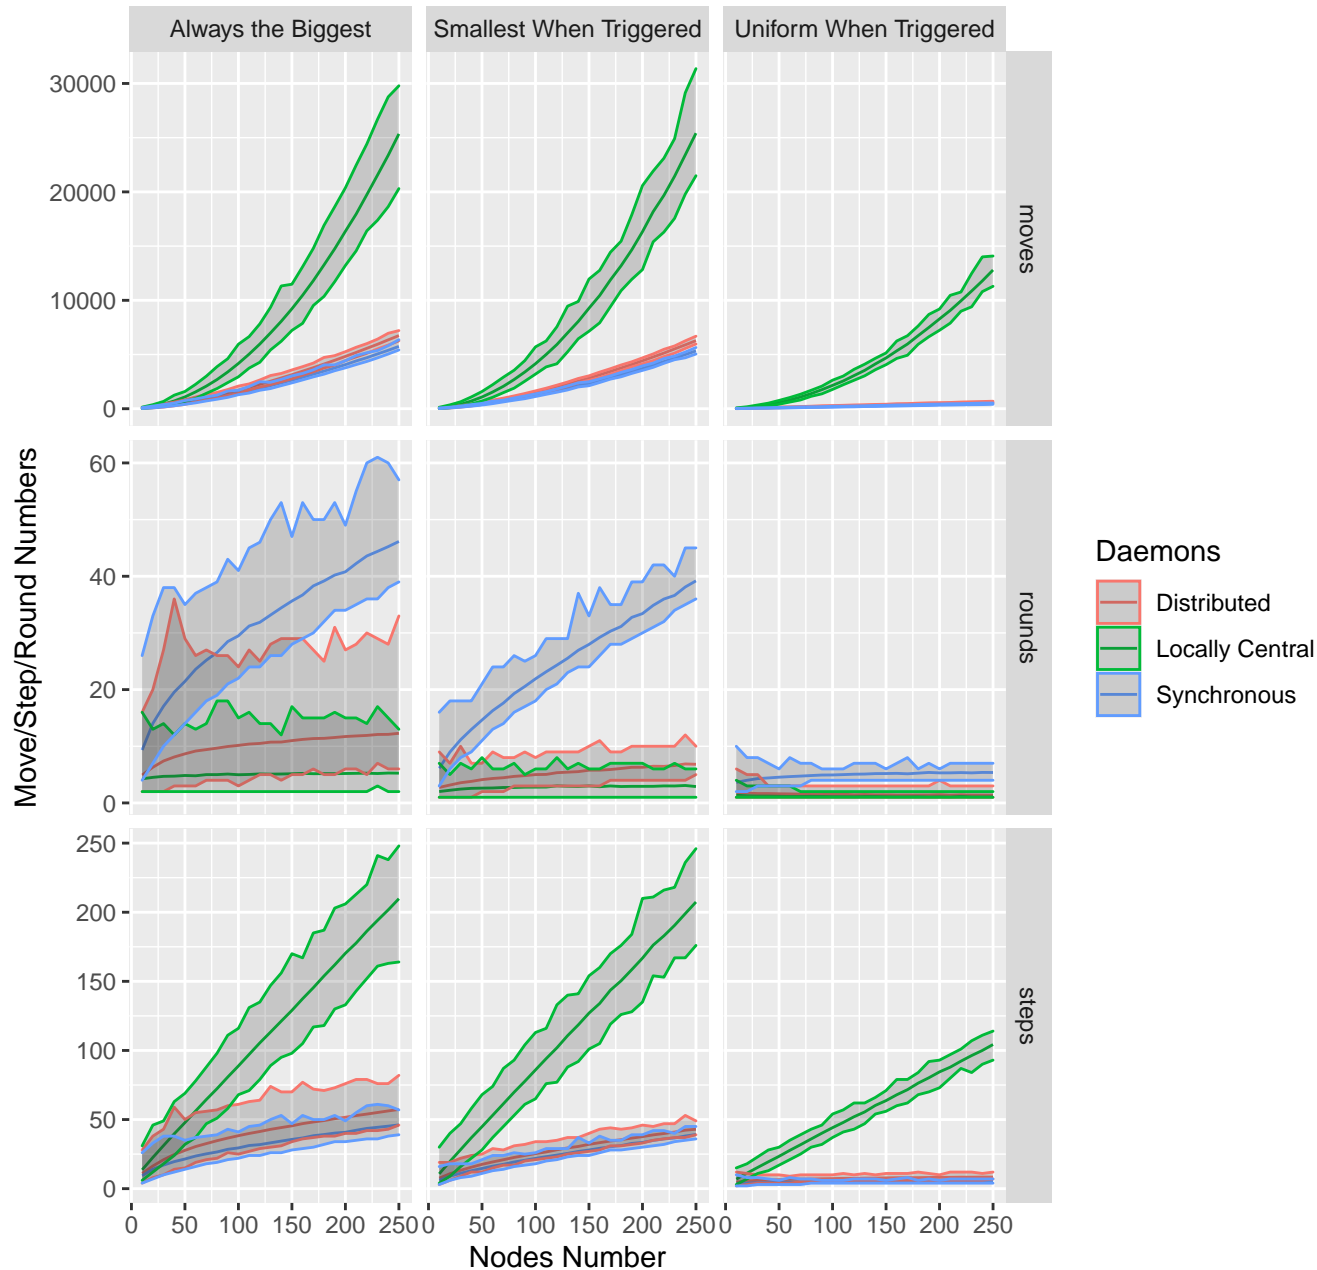 Always the Biggest
Smallest When Triggered
Uniform When Triggered
30000
20000
10000
0
moves
60
40
20
0
rounds
250
200
150
100
50
0
steps
0 50 100 150 200 250
0 50 100 150 200 250
0 50 100 150 200 250
Nodes Number
Move/Step/Round Numbers
Daemons
Distributed
Locally Central
Synchronous